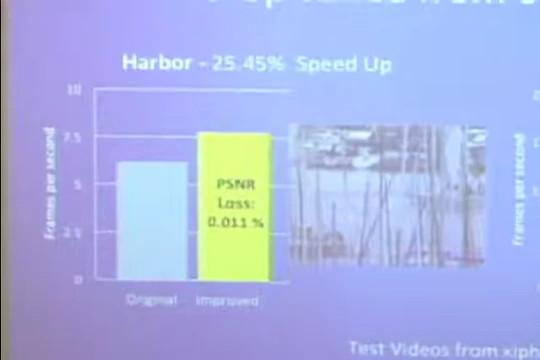 Harbor - 25.45% Speed Up
10
7.5
5
2.5
0
Frames per second
PSNR
Loss:
0.011 %
Original Improved
Frames per second
Test Videos from xiph